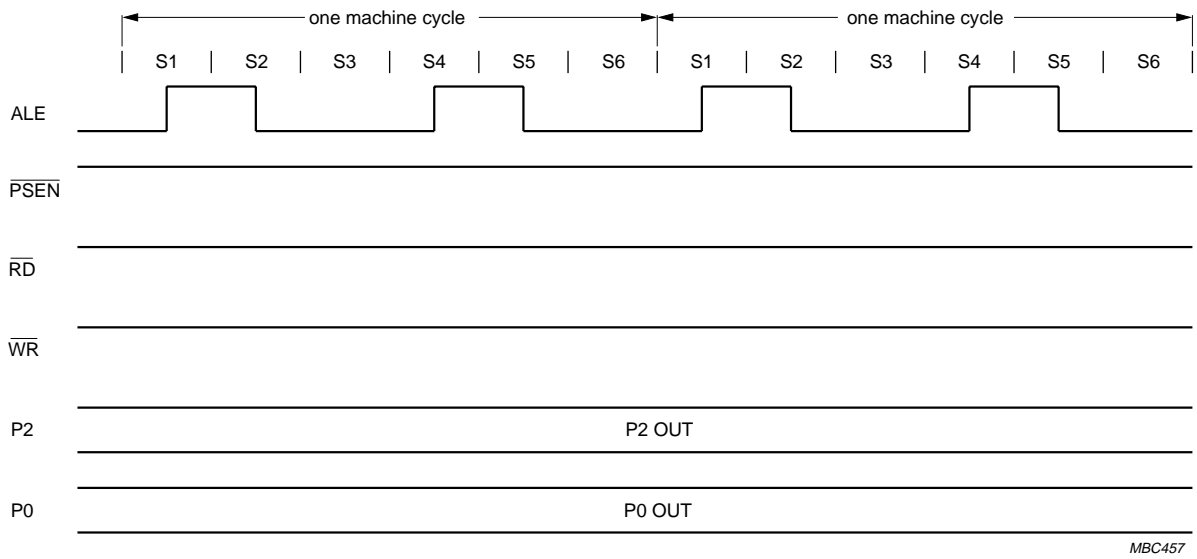 one machine cycle one machine cycle
S1 S2 S3 S4 S5 S6 S1 S2 S3 S4 S5 S6
ALE
PSEN
RD
WR
P2 P2 OUT
P0 P0 OUT
MBC457